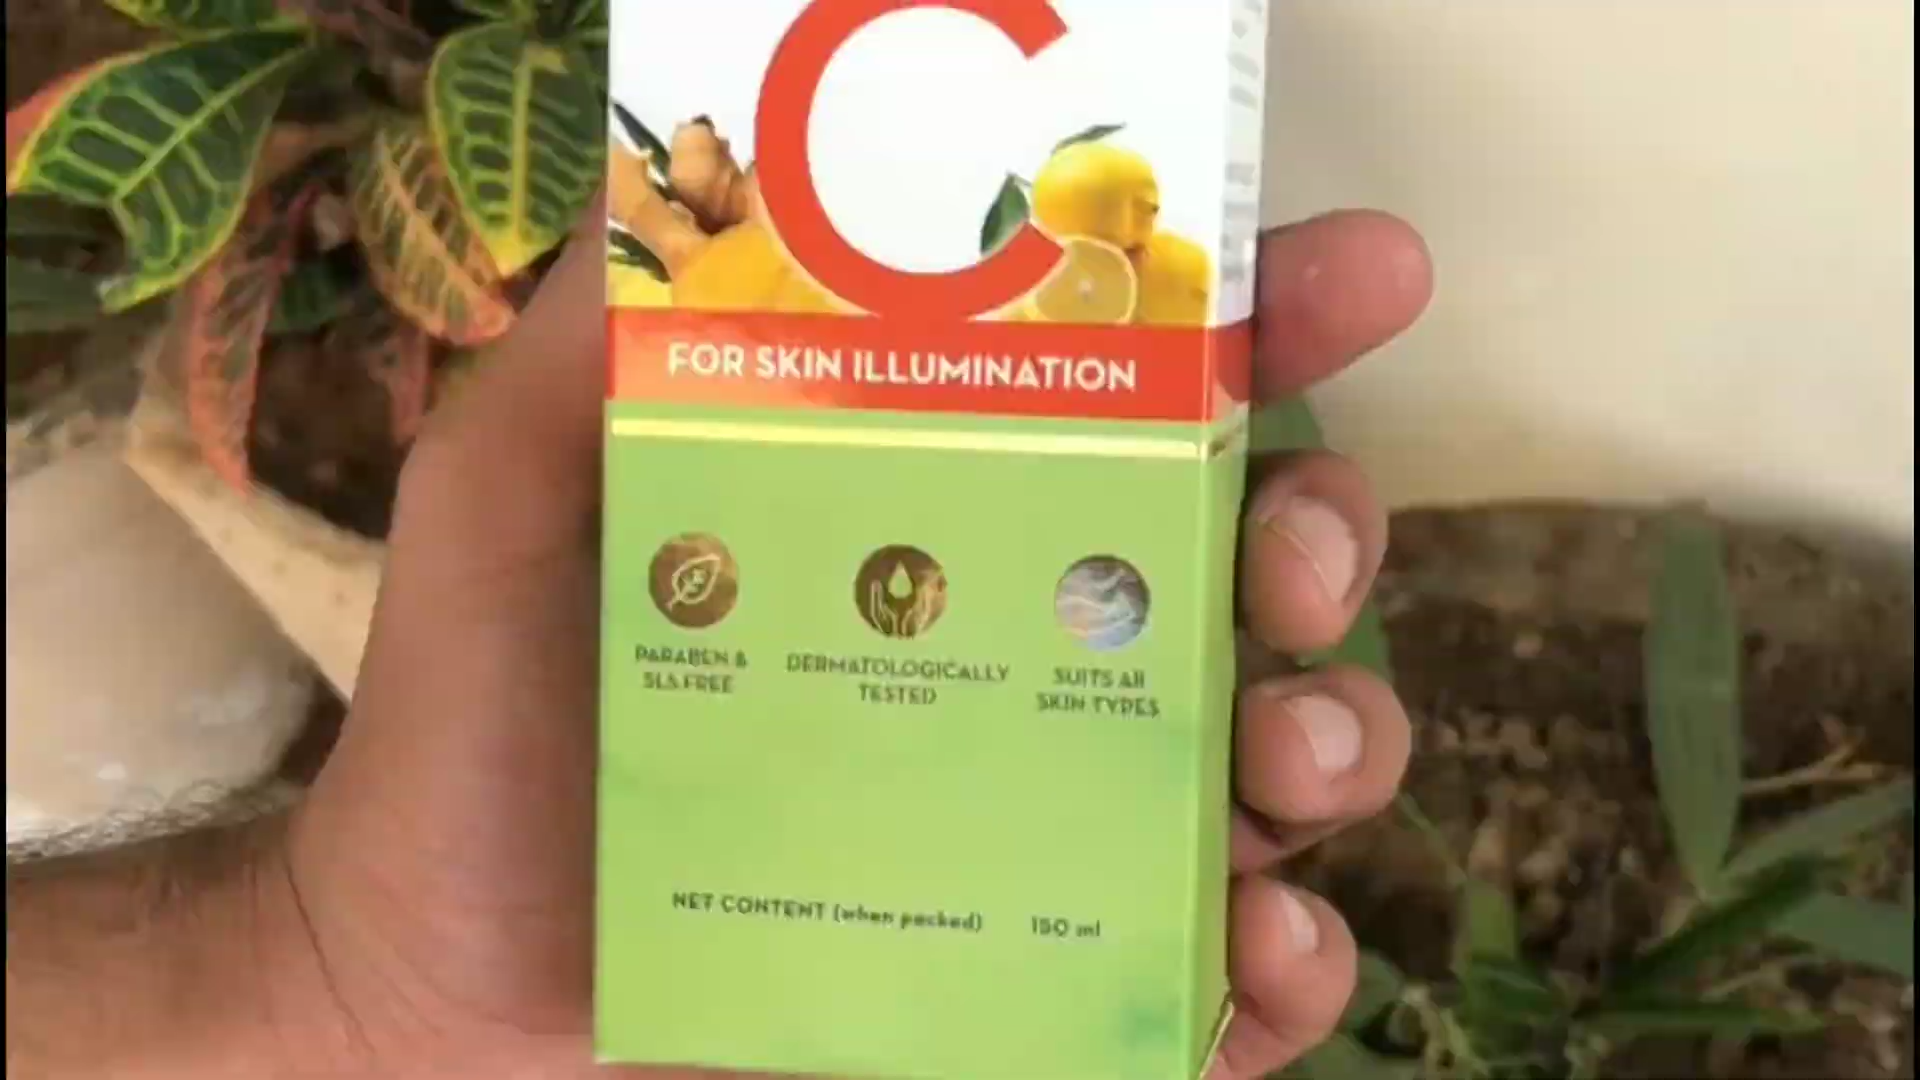 C
FOR SKIN ILLUMINATION
PARABEN &
SLS FREE
DERMATOLOGICALLY
TESTED
SUITS All
SKIN TYPES
NET CONTENT (when packed) 150 ml